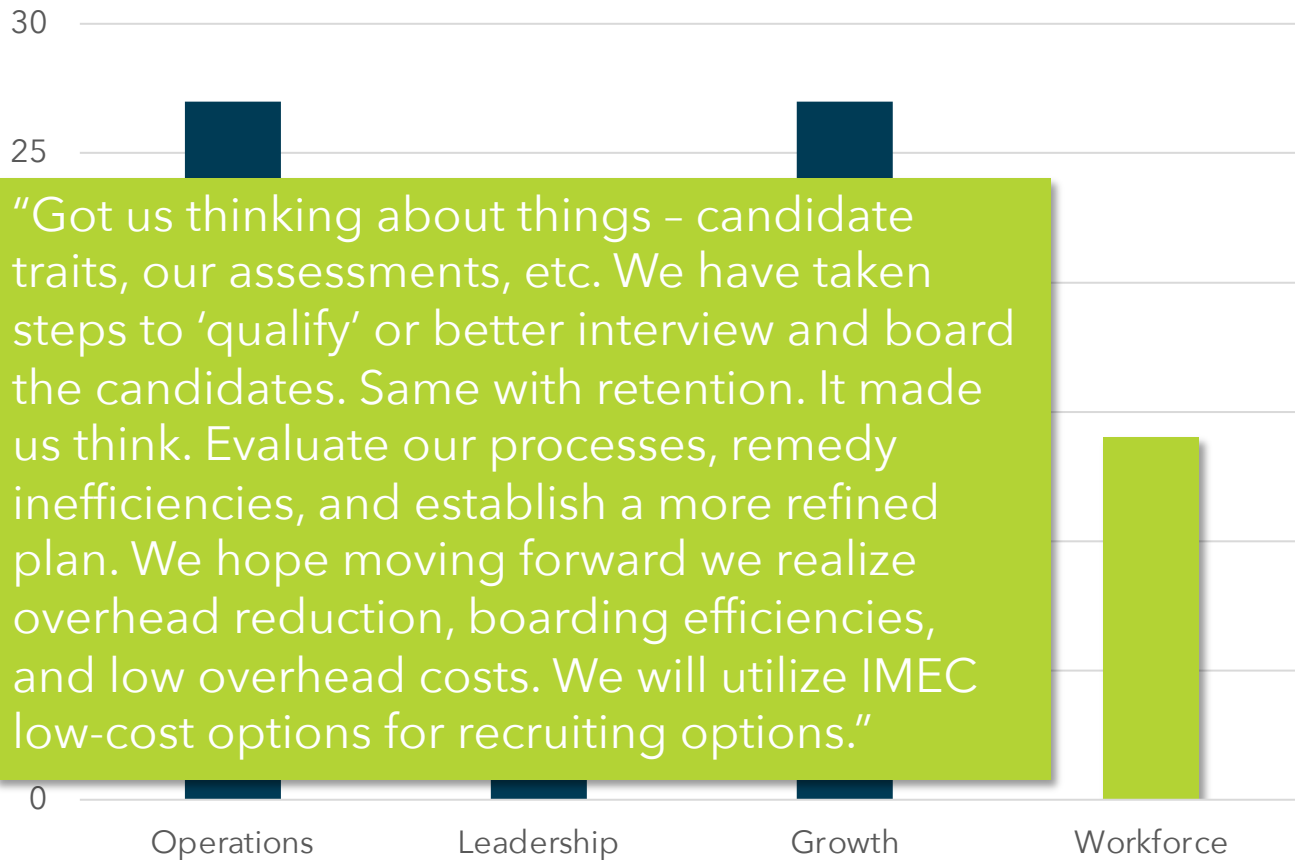 30
25
“Got us thinking about things – candidate
traits, our assessments, etc. We have taken
steps to ‘qualify’ or better interview and board
the candidates. Same with retention. It made
us think. Evaluate our processes, remedy
inefficiencies, and establish a more refined
plan. We hope moving forward we realize
overhead reduction, boarding efficiencies,
and low overhead costs. We will utilize IMEC
low-cost options for recruiting options.”
0
Operations Leadership Growth Workforce